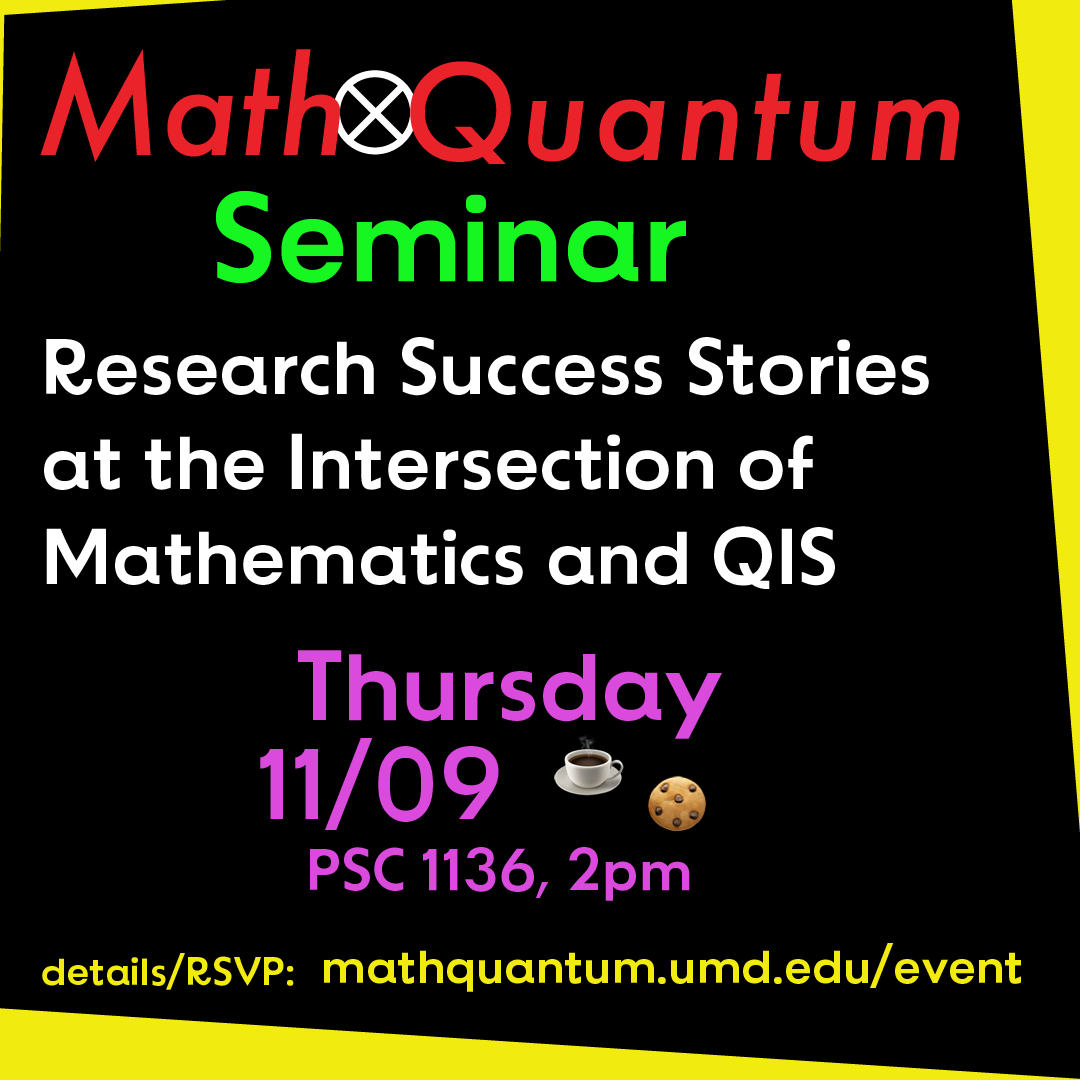 Math⊗Quantum
Seminar
Research Success Stories
at the Intersection of
Mathematics and QIS
Thursday
11/09
PSC 1136, 2pm
details/RSVP: mathquantum.umd.edu/event